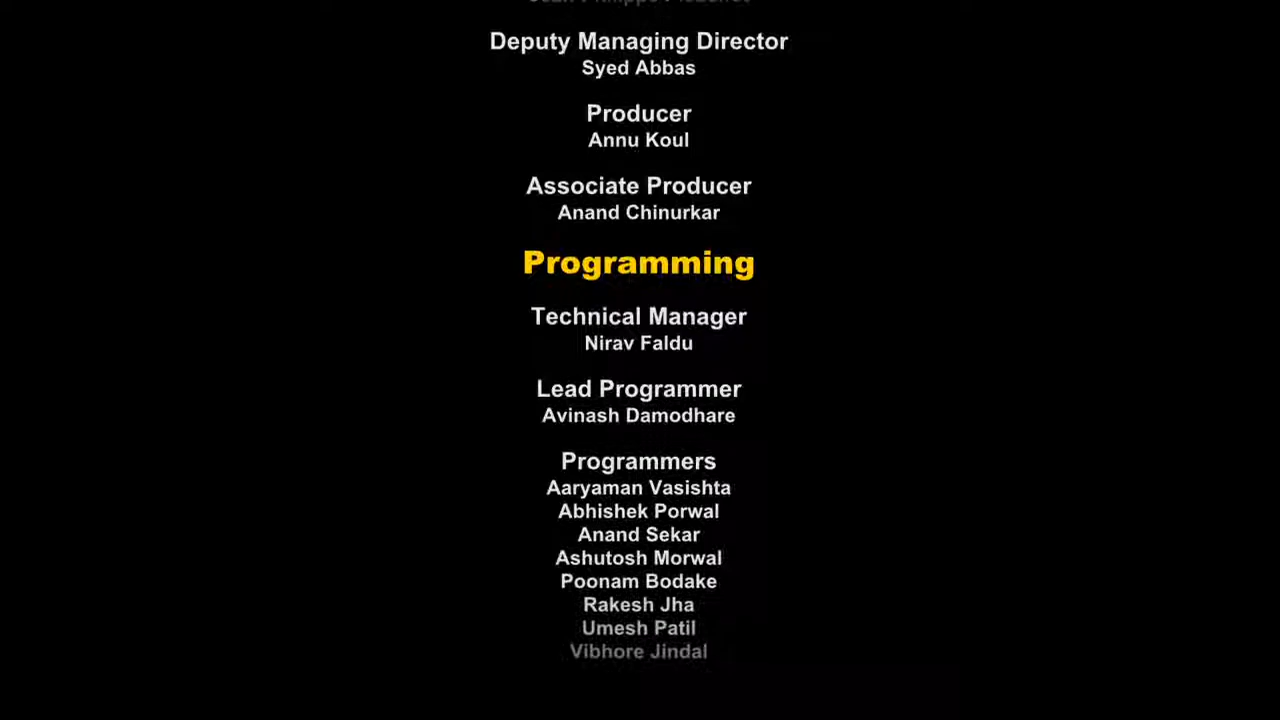 Deputy Managing Director
Syed Abbas
Producer
Annu Koul
Associate Producer
Anand Chinurkar
Programming
Technical Manager
Nirav Faldu
Lead Programmer
Avinash Damodhare
Programmers
Aaryaman Vasishta
Abhishek Porwal
Anand Sekar
Ashutosh Morwal
Poonam Bodake
Rakesh Jha
Umesh Patil
Vibhore Jindal